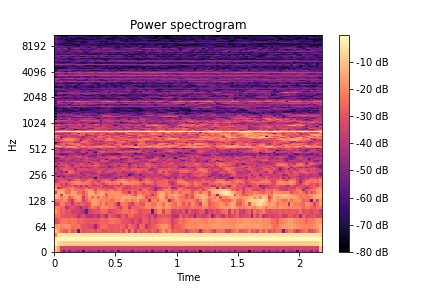 Power spectrogram
8192
4096
2048
1024
512
256
128
64
0
Hz
0 0.5 1 1.5 2
Time
-10 dB
-20 dB
-30 dB
-40 dB
-50 dB
-60 dB
-70 dB
-80 dB